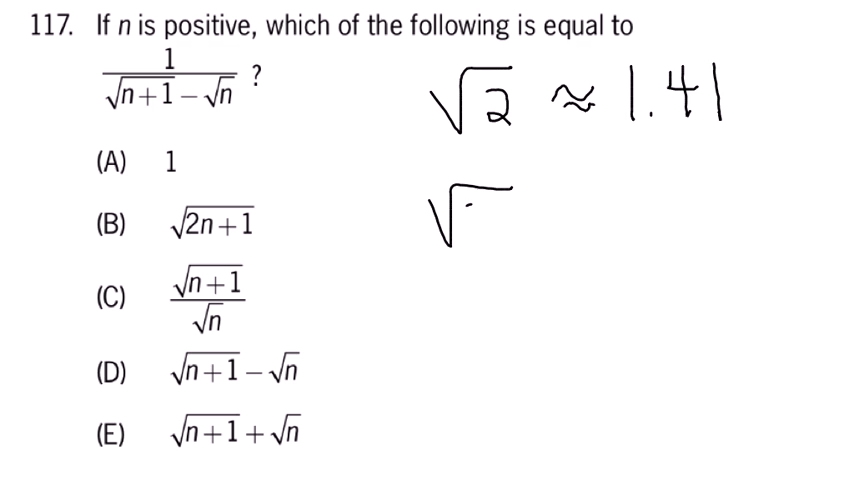 117. If n is positive, which of the following is equal to
1
√n+1 − √n ?
(A) 1
(B) √2n+1
(C) √n+1
√n
(D) √n+1 − √n
(E) √n+1 + √n
√2 ≈ 1.41
√